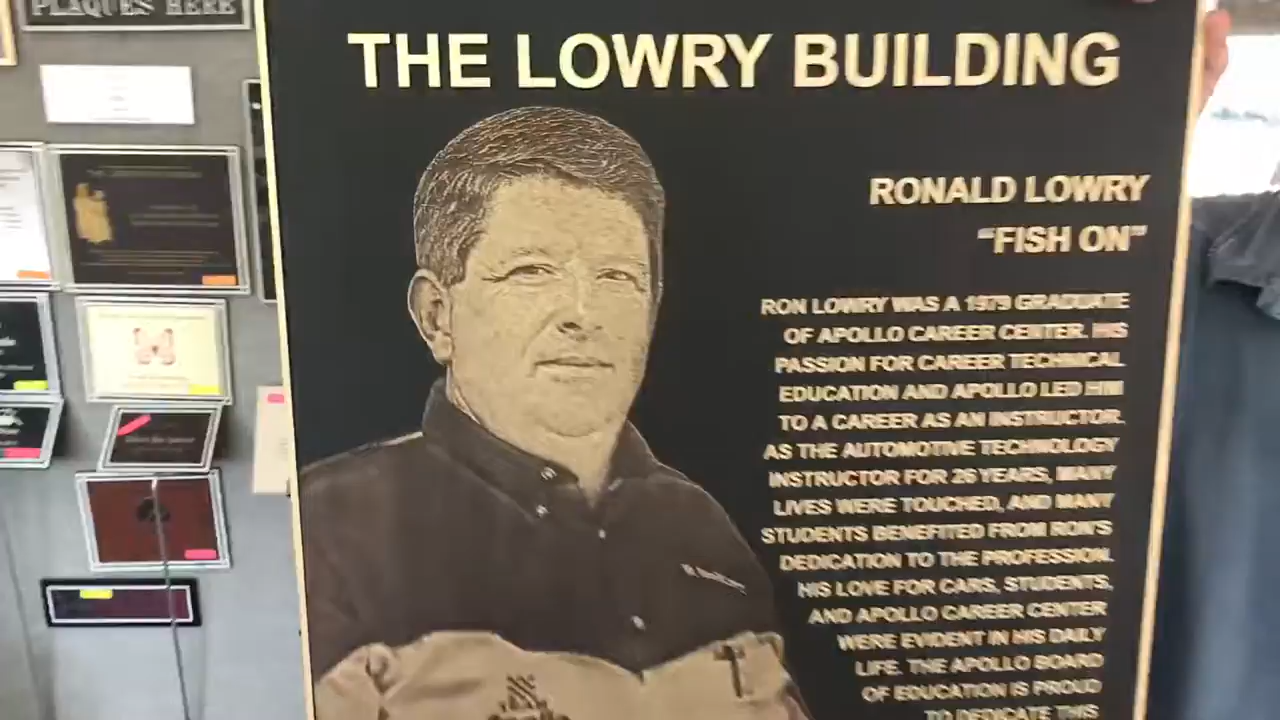 PLAQUES HERE
THE LOWRY BUILDING
RONALD LOWRY
“FISH ON”
RON LOWRY WAS A 1979 GRADUATE
OF APOLLO CAREER CENTER. HIS
PASSION FOR CAREER TECHNICAL
EDUCATION AND APOLLO LED HIM
TO A CAREER AS AN INSTRUCTOR.
AS THE AUTOMOTIVE TECHNOLOGY
INSTRUCTOR FOR 26 YEARS, MANY
LIVES WERE TOUCHED, AND MANY
STUDENTS BENEFITED FROM RON'S
DEDICATION TO THE PROFESSION.
HIS LOVE FOR CARS, STUDENTS,
AND APOLLO CAREER CENTER
WERE EVIDENT IN HIS DAILY
LIFE. THE APOLLO BOARD
OF EDUCATION IS PROUD
TO DEDICATE THIS